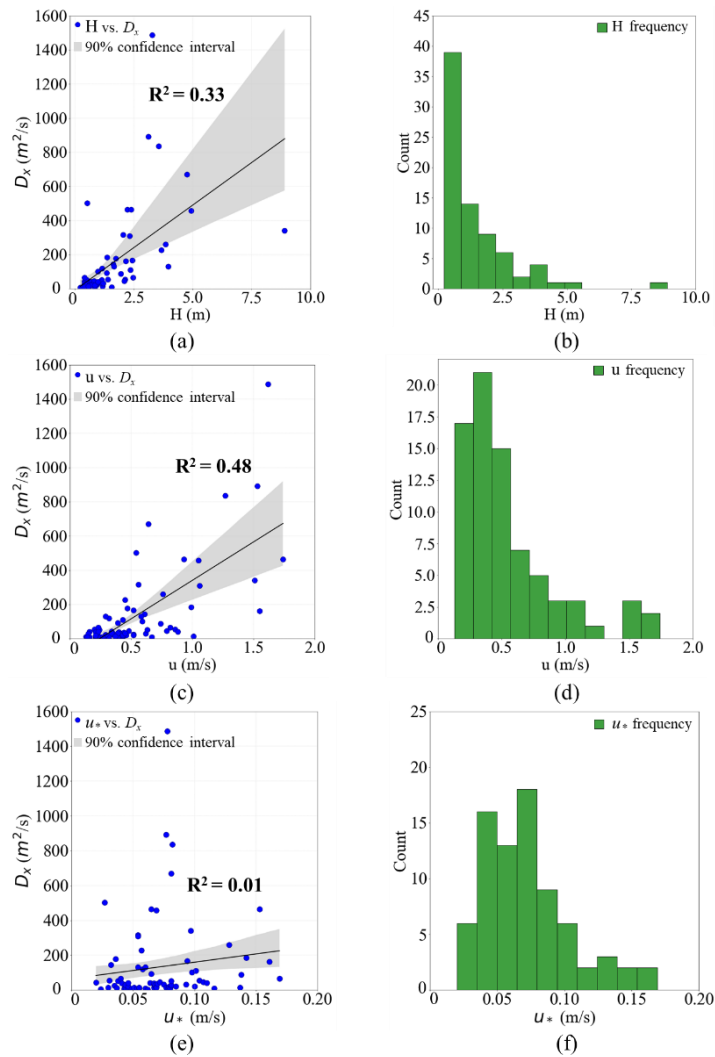 1600
1400
1200
1000
800
600
400
200
0
D_x (m²/s)
H vs. D_x
90% confidence interval
R² = 0.33
0 2.5 5.0 7.5 10.0
H (m)
(a)
45
40
35
30
25
20
15
10
5
0
Count
H frequency
0 2.5 5.0 7.5 10.0
H (m)
(b)
1600
1400
1200
1000
800
600
400
200
0
D_x (m²/s)
u vs. D_x
90% confidence interval
R² = 0.48
0 0.5 1.0 1.5 2.0
u (m/s)
(c)
20.0
17.5
15.0
12.5
10.0
7.5
5.0
2.5
0
Count
u frequency
0 0.5 1.0 1.5 2.0
u (m/s)
(d)
1600
1400
1200
1000
800
600
400
200
0
D_x (m²/s)
u* vs. D_x
90% confidence interval
R² = 0.01
0 0.05 0.10 0.15 0.20
u* (m/s)
(e)
25
20
15
10
5
0
Count
u* frequency
0 0.05 0.10 0.15 0.20
u* (m/s)
(f)